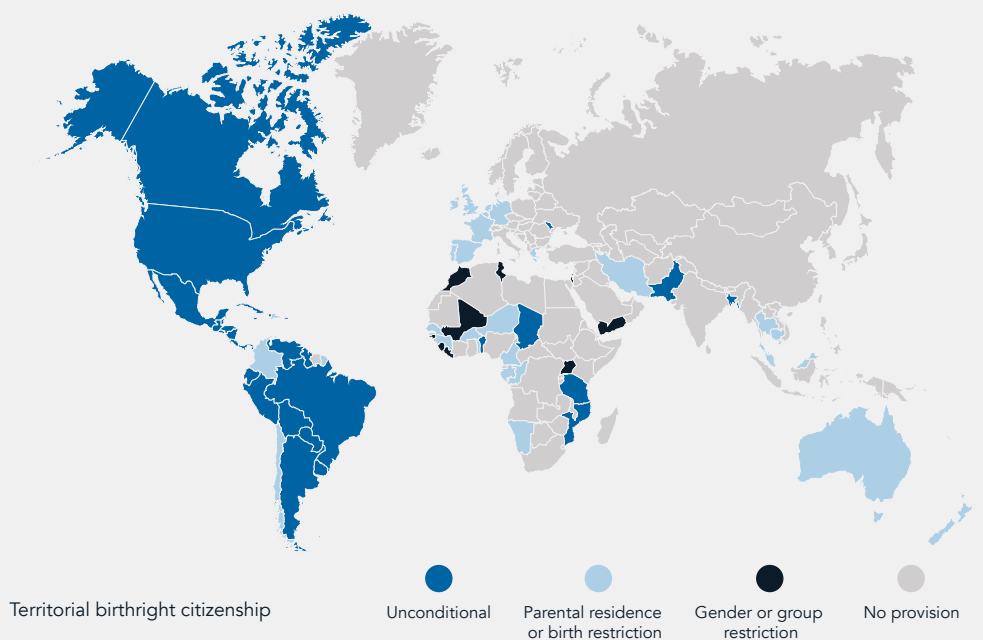 Territorial birthright citizenship
Unconditional
Parental residence
or birth restriction
Gender or group
restriction
No provision